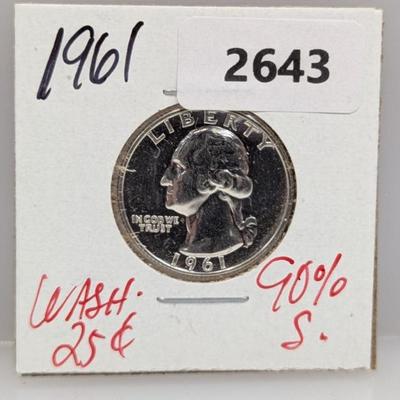 1961
2643
LIBERTY
IN GOD WE
TRUST
1961
WASH.
25¢
90%
S.